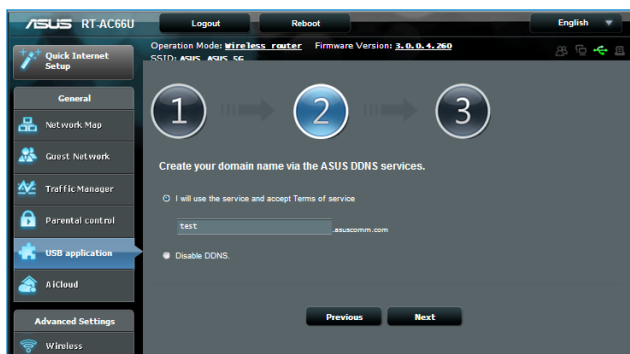 ASUS RT-AC66U
Logout
Reboot
English
Quick Internet
Setup
Operation Mode: Wireless router Firmware Version: 3.0.0.4.260
SSID: ASUS ASUS_5G
General
Network Map
Guest Network
Traffic Manager
Parental control
USB application
AiCloud
Advanced Settings
Wireless
1
2
3
Create your domain name via the ASUS DDNS services.
I will use the service and accept Terms of service
test .asuscomm.com
Disable DDNS.
Previous
Next